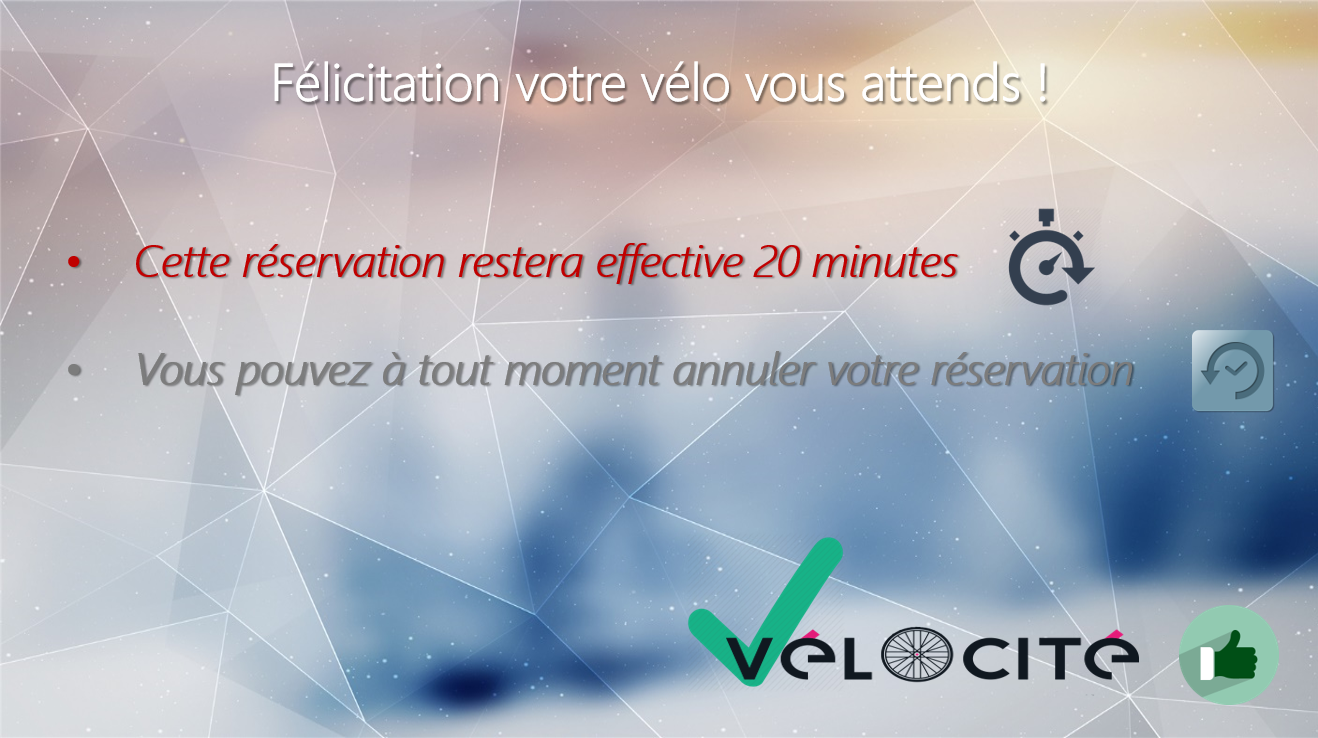 Félicitation votre vélo vous attends !
• Cette réservation restera effective 20 minutes
• Vous pouvez à tout moment annuler votre réservation
vélocité